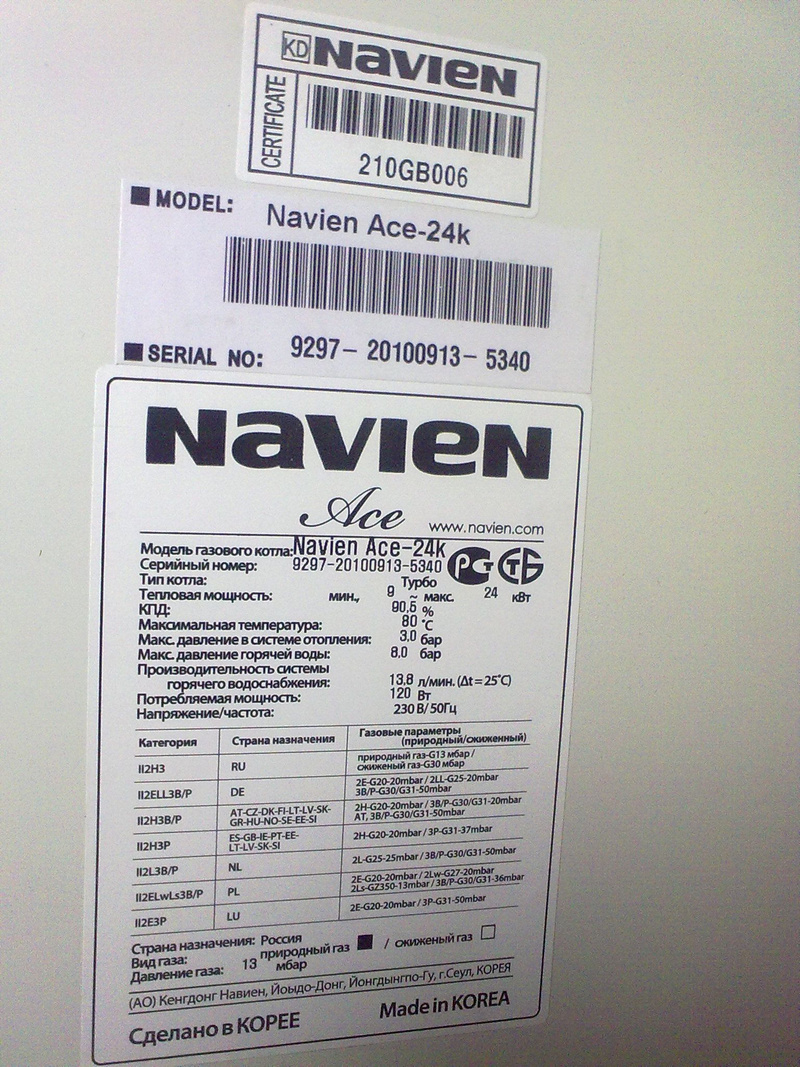 KD NAVIEN
CERTIFICATE
210GB006
MODEL: Navien Ace-24k
SERIAL NO: 9297- 20100913- 5340
NAVIEN
Ace www.navien.com
Модель газового котла: Navien Ace-24k
Серийный номер: 9297-20100913-5340
РСТ СТБ
Тип котла: Турбо
Тепловая мощность: мин., 9 ~ макс. 24 кВт
КПД: 90,5 %
Максимальная температура: 80 °C
Макс. давление в системе отопления: 3,0 бар
Макс. давление горячей воды: 8,0 бар
Производительность системы
горячего водоснабжения: 13,8 л/мин. (Δt=25°C)
Потребляемая мощность: 120 Вт
Напряжение/частота: 230 В/50Гц
Категория Страна назначения Газовые параметры
(природный/сжиженный)
II2H3 RU природный газ-G13 мбар /
сжиженый газ-G30 мбар
II2ELL3B/P DE 2E-G20-20mbar / 2LL-G25-20mbar
3B/P-G30/G31-50mbar
II2H3B/P AT-CZ-DK-FI-LT-LV-SK-
GR-HU-NO-SE-EE-SI 2H-G20-20mbar / 3B/P-G30/G31-20mbar
AT, 3B/P-G30/G31-50mbar
II2H3P ES-GB-IE-PT-EE-
LT-LV-SK-SI 2H-G20-20mbar / 3P-G31-37mbar
II2L3B/P NL 2L-G25-25mbar / 3B/P-G30/G31-50mbar
II2ELwLs3B/P PL 2E-G20-20mbar / 2Lw-G27-20mbar
2Ls-GZ350-13mbar / 3B/P-G30/G31-36mbar
II2E3P LU 2E-G20-20mbar / 3P-G31-50mbar
Страна назначения: Россия
Вид газа: природный газ / сжиженый газ
Давление газа: 13 мбар
(АО) Кенгдонг Навиен, Йоыдо-Донг, Йонгдынгпо-Гу, г.Сеул, КОРЕЯ
Сделано в КОРЕЕ Made in KOREA